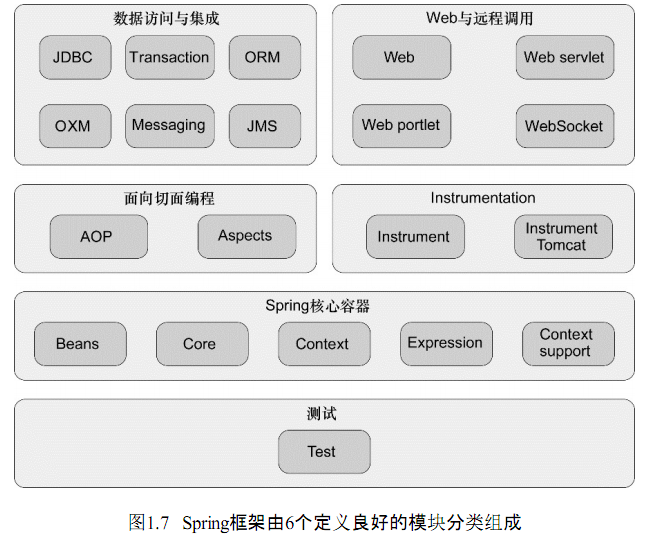 数据访问与集成
JDBC
Transaction
ORM
OXM
Messaging
JMS
Web与远程调用
Web
Web servlet
Web portlet
WebSocket
面向切面编程
AOP
Aspects
Instrumentation
Instrument
Instrument
Tomcat
Spring核心容器
Beans
Core
Context
Expression
Context
support
测试
Test
图1.7 Spring框架由6个定义良好的模块分类组成